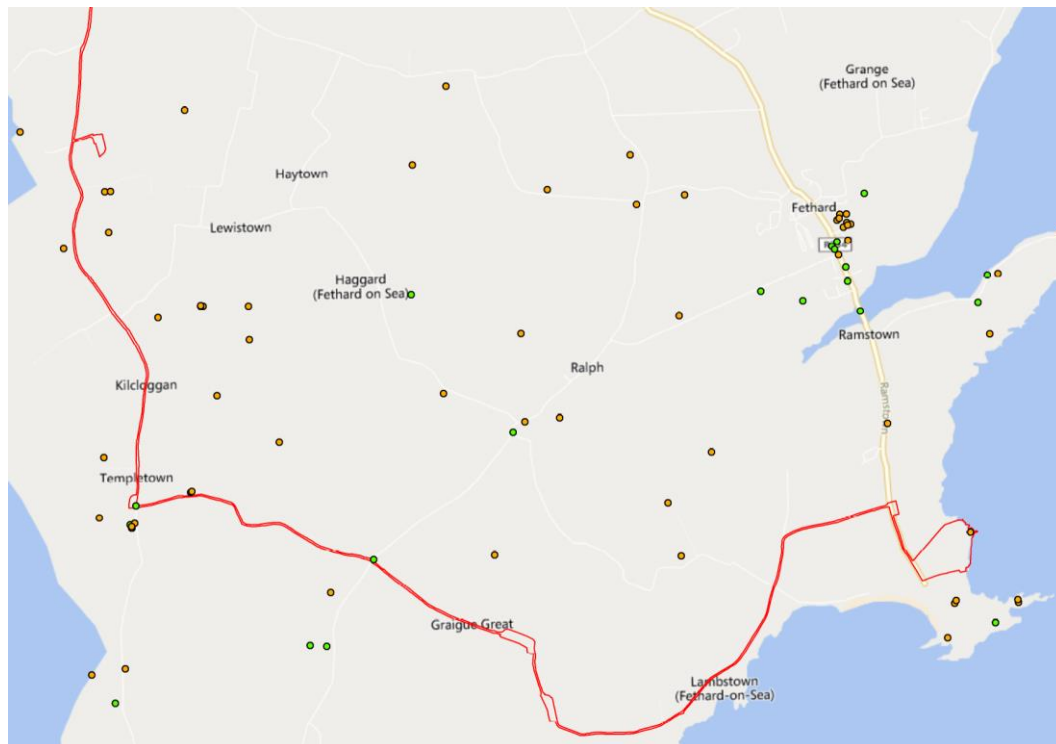 Grange
(Fethard on Sea)
Haytown
Fethard
Lewistown
Haggard
(Fethard on Sea)
Ramstown
Ralph
Kilcloggan
Ramstown
Templetown
Graigue Great
Lambstown
(Fethard-on-Sea)